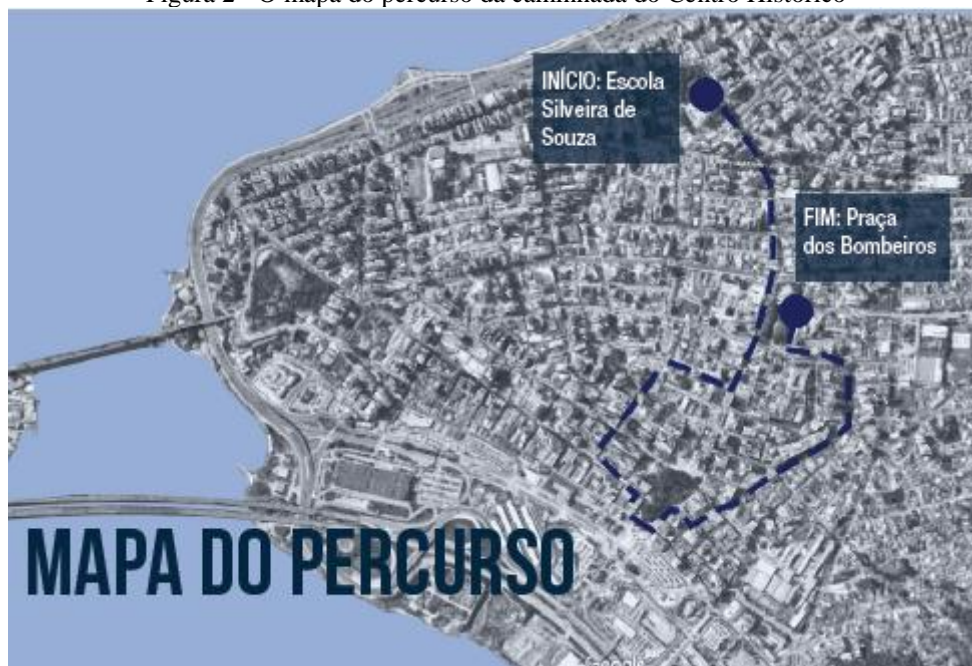 Figura 2 - O mapa do percurso da caminhada do Centro Histórico
INÍCIO: Escola
Silveira de
Souza
FIM: Praça
dos Bombeiros
MAPA DO PERCURSO
Google